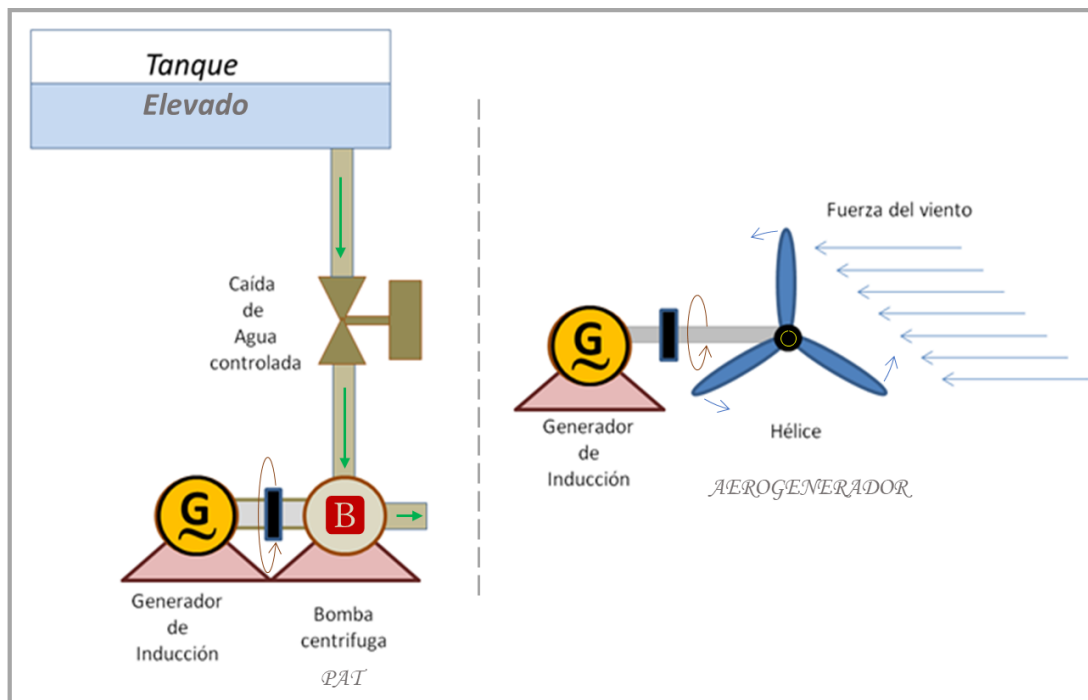 Tanque
Elevado
Caída
de
Agua
controlada
G
B
Generador
de
Inducción
Bomba
centrifuga
PAT
Fuerza del viento
G
Generador
de
Inducción
Hélice
AEROGENERADOR